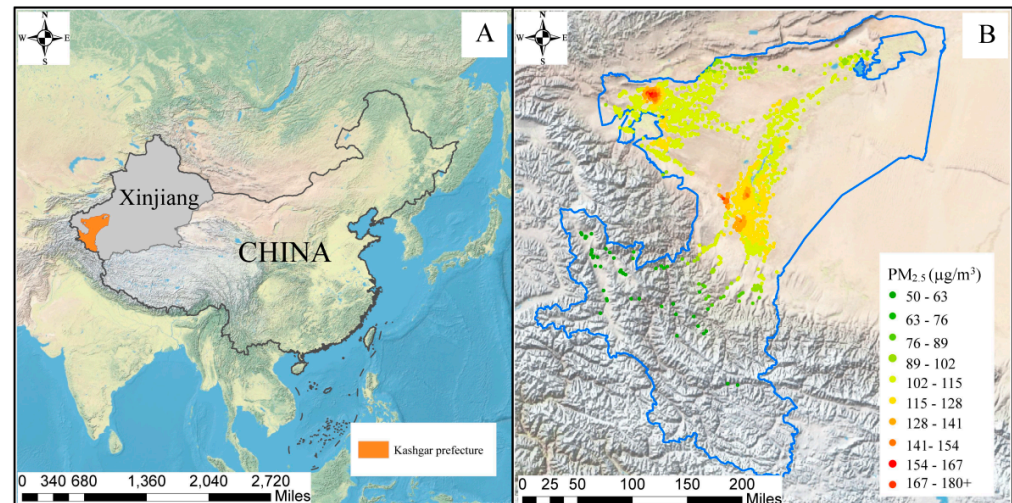 N
W E
S
A
Xinjiang
CHINA
Kashgar prefecture
0 340 680 1,360 2,040 2,720
Miles
N
W E
S
B
PM2.5 (µg/m³)
50 - 63
63 - 76
76 - 89
89 - 102
102 - 115
115 - 128
128 - 141
141- 154
154 - 167
167 - 180+
0 25 50 100 150 200
Miles